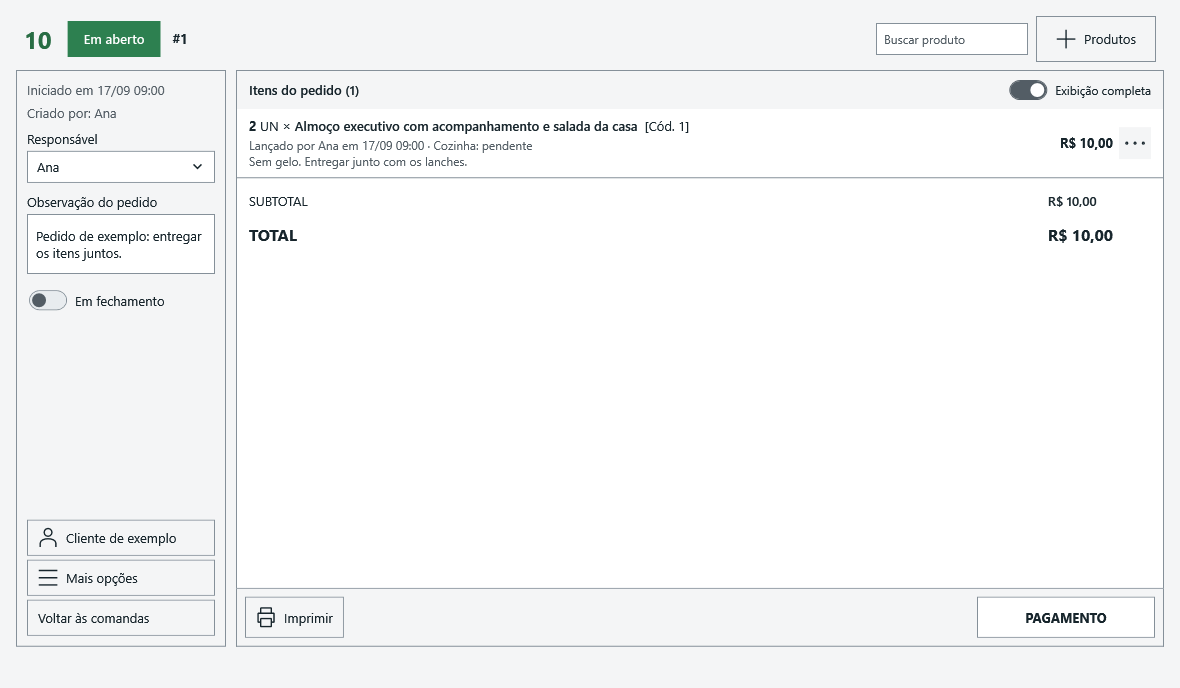 10
Em aberto
#1
Buscar produto
Produtos
Iniciado em 17/09 09:00
Criado por: Ana
Responsável
Ana
Observação do pedido
Pedido de exemplo: entregar
os itens juntos.
Em fechamento
Cliente de exemplo
Mais opções
Voltar às comandas
Itens do pedido (1)
Exibição completa
2 UN × Almoço executivo com acompanhamento e salada da casa [Cód. 1]
Lançado por Ana em 17/09 09:00 · Cozinha: pendente
Sem gelo. Entregar junto com os lanches.
R$ 10,00
SUBTOTAL R$ 10,00
TOTAL R$ 10,00
Imprimir
PAGAMENTO